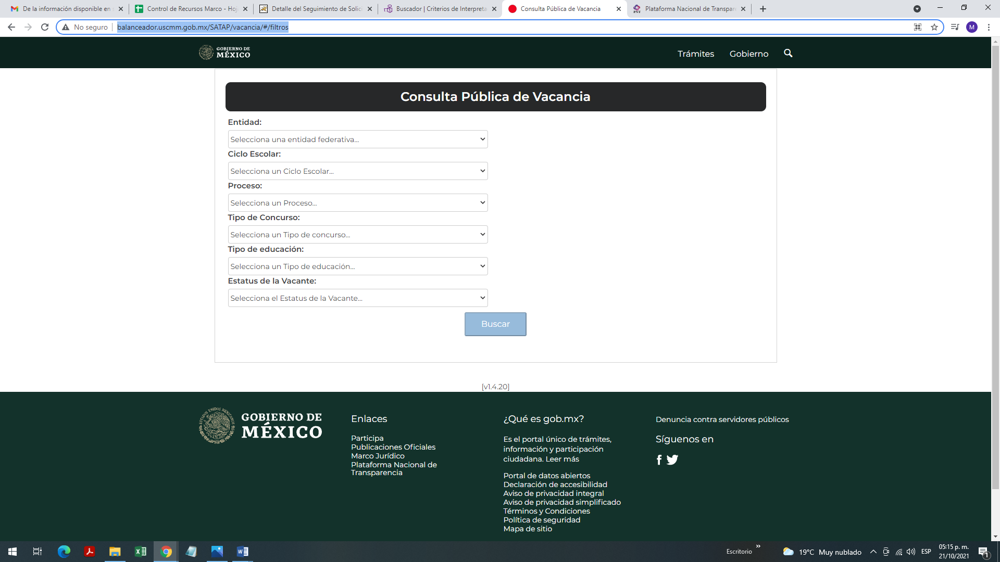 De la información disponible en
Control de Recursos Marco - Hoj
Detalle del Seguimiento de Solic
Buscador | Criterios de Interpreta
Consulta Pública de Vacancia
Plataforma Nacional de Transpar
No seguro
balanceador.uscmm.gob.mx/SATAP/vacancia/#/filtros
M
GOBIERNO DE
MÉXICO
Trámites
Gobierno
Consulta Pública de Vacancia
Entidad:
Selecciona una entidad federativa...
Ciclo Escolar:
Selecciona un Ciclo Escolar...
Proceso:
Selecciona un Proceso...
Tipo de Concurso:
Selecciona un Tipo de concurso...
Tipo de educación:
Selecciona un Tipo de educación...
Estatus de la Vacante:
Selecciona el Estatus de la Vacante...
Buscar
[v1.4.20]
GOBIERNO DE
MÉXICO
Enlaces
Participa
Publicaciones Oficiales
Marco Jurídico
Plataforma Nacional de
Transparencia
¿Qué es gob.mx?
Es el portal único de trámites,
información y participación
ciudadana. Leer más
Portal de datos abiertos
Declaración de accesibilidad
Aviso de privacidad integral
Aviso de privacidad simplificado
Términos y Condiciones
Política de seguridad
Mapa de sitio
Denuncia contra servidores públicos
Síguenos en
Escritorio
19°C Muy nublado
ESP
05:15 p. m.
21/10/2021
1